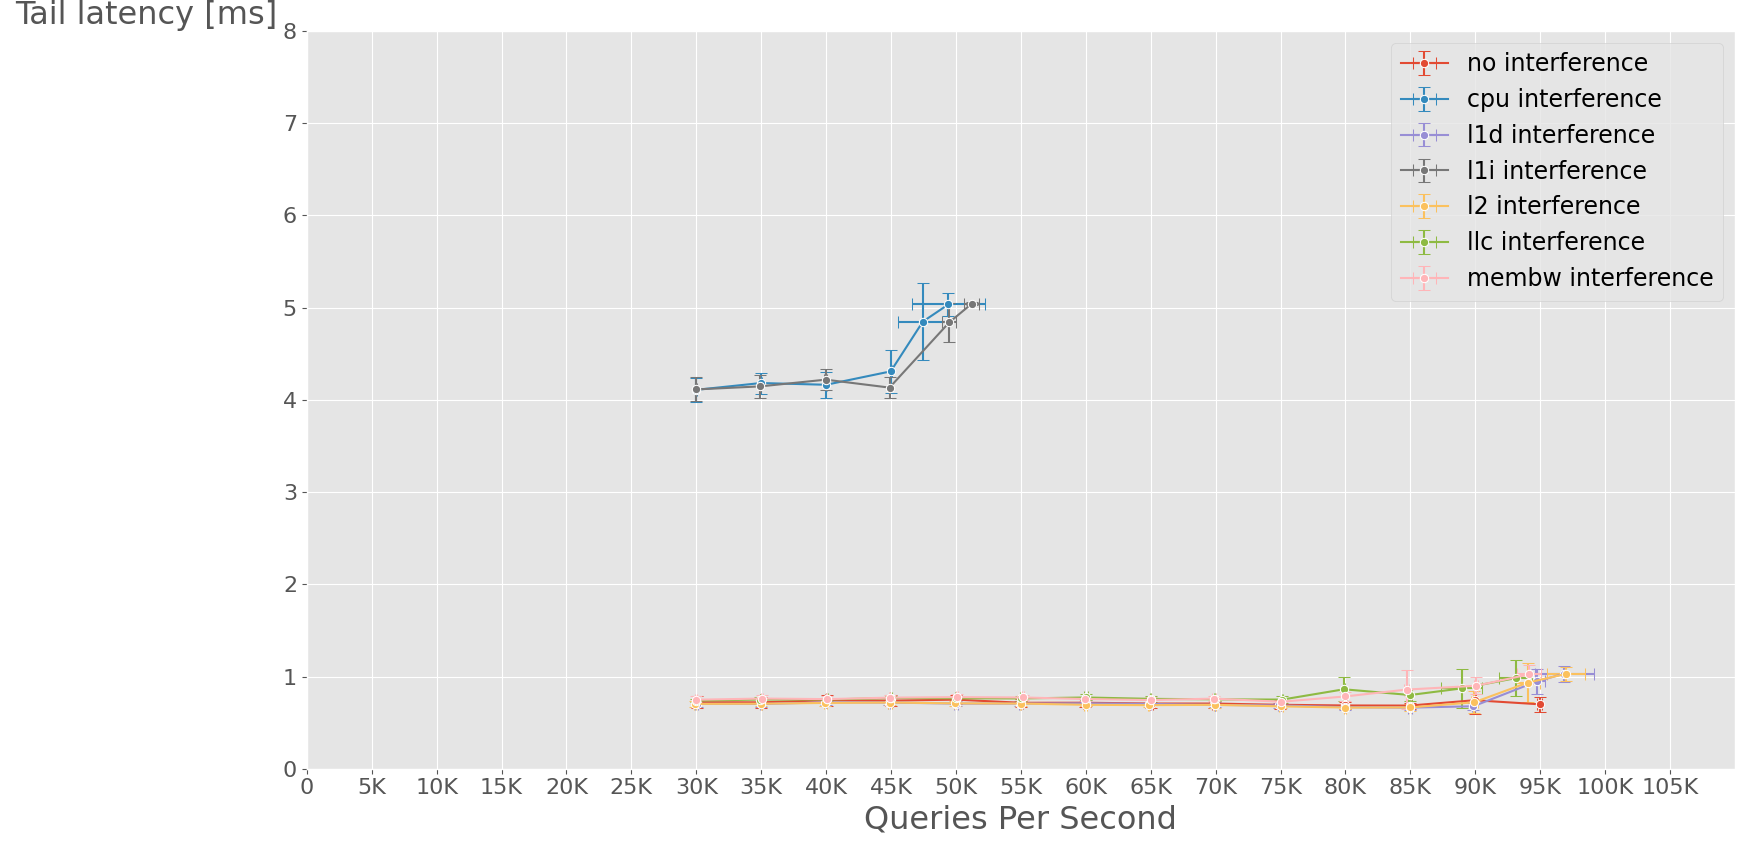 Tail latency [ms]
8
7
6
5
4
3
2
1
0
no interference
cpu interference
l1d interference
l1i interference
l2 interference
llc interference
membw interference
0 5K 10K 15K 20K 25K 30K 35K 40K 45K 50K 55K 60K 65K 70K 75K 80K 85K 90K 95K 100K 105K
Queries Per Second